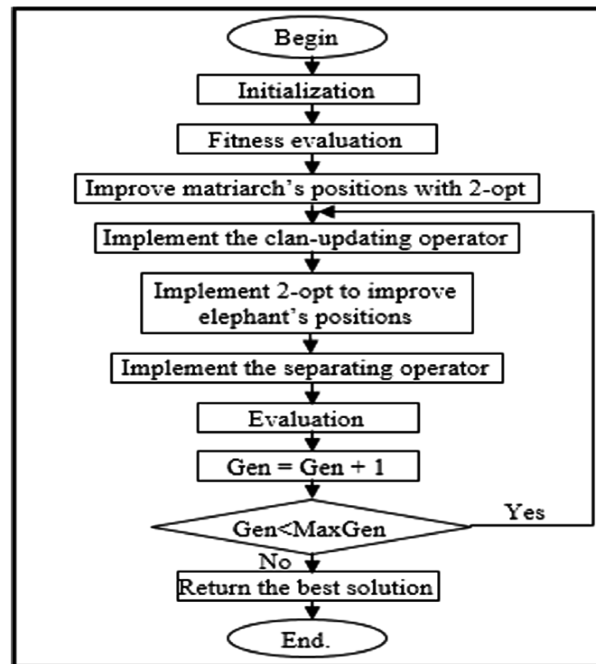 Begin
Initialization
Fitness evaluation
Improve matriarch's positions with 2-opt
Implement the clan-updating operator
Implement 2-opt to improve
elephant's positions
Implement the separating operator
Evaluation
Gen = Gen + 1
Gen<MaxGen
Yes
No
Return the best solution
End.